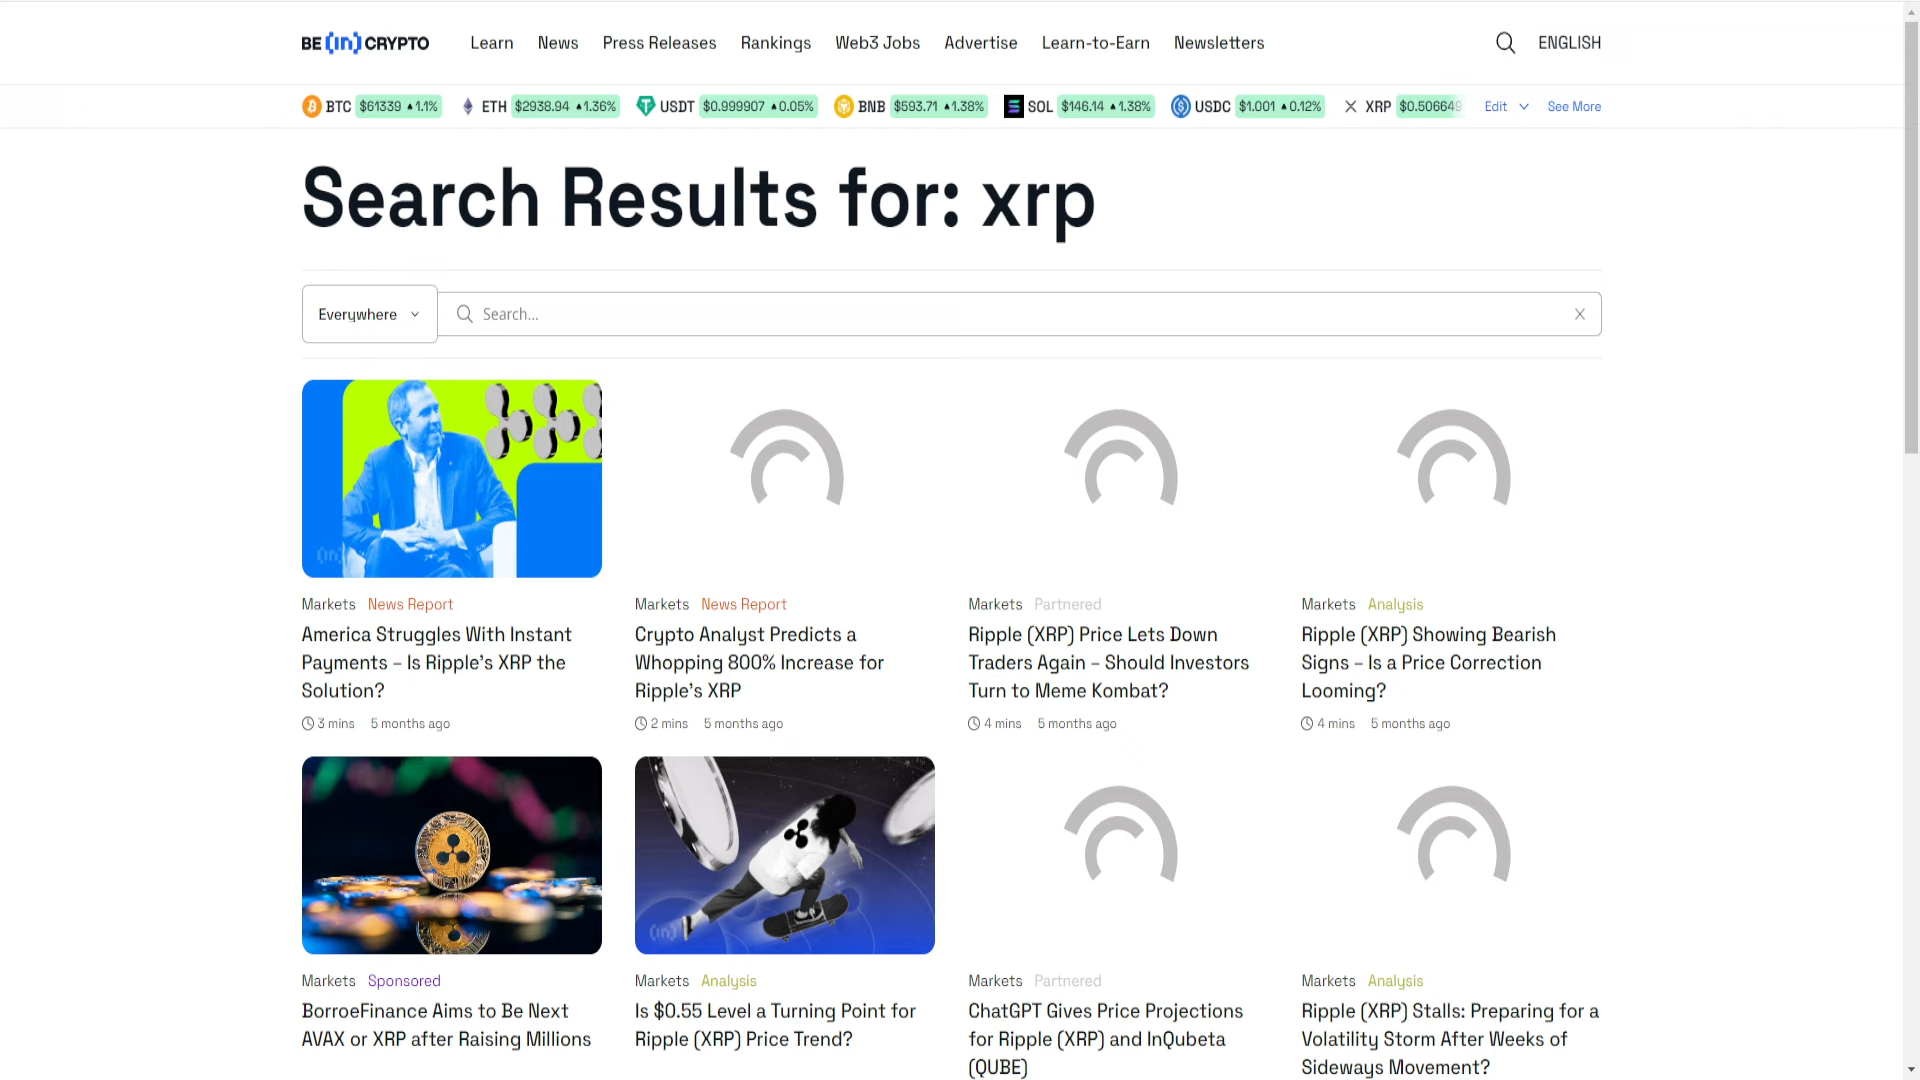 BE [in] CRYPTO
Learn News Press Releases Rankings Web3 Jobs Advertise Learn-to-Earn Newsletters
ENGLISH
BTC $61339 ▲1.1% ETH $2938.94 ▲1.36% USDT $0.999907 ▲0.05% BNB $593.71 ▲1.38% SOL $146.14 ▲1.38% USDC $1.001 ▲0.12% XRP $0.506649 Edit See More
Search Results for: xrp
Everywhere Search...
Markets News Report
America Struggles With Instant
Payments – Is Ripple's XRP the
Solution?
3 mins 5 months ago
Markets News Report
Crypto Analyst Predicts a
Whopping 800% Increase for
Ripple's XRP
2 mins 5 months ago
Markets Partnered
Ripple (XRP) Price Lets Down
Traders Again – Should Investors
Turn to Meme Kombat?
4 mins 5 months ago
Markets Analysis
Ripple (XRP) Showing Bearish
Signs – Is a Price Correction
Looming?
4 mins 5 months ago
Markets Sponsored
BorroeFinance Aims to Be Next
AVAX or XRP after Raising Millions
Markets Analysis
Is $0.55 Level a Turning Point for
Ripple (XRP) Price Trend?
Markets Partnered
ChatGPT Gives Price Projections
for Ripple (XRP) and InQubeta
(QUBE)
Markets Analysis
Ripple (XRP) Stalls: Preparing for a
Volatility Storm After Weeks of
Sideways Movement?